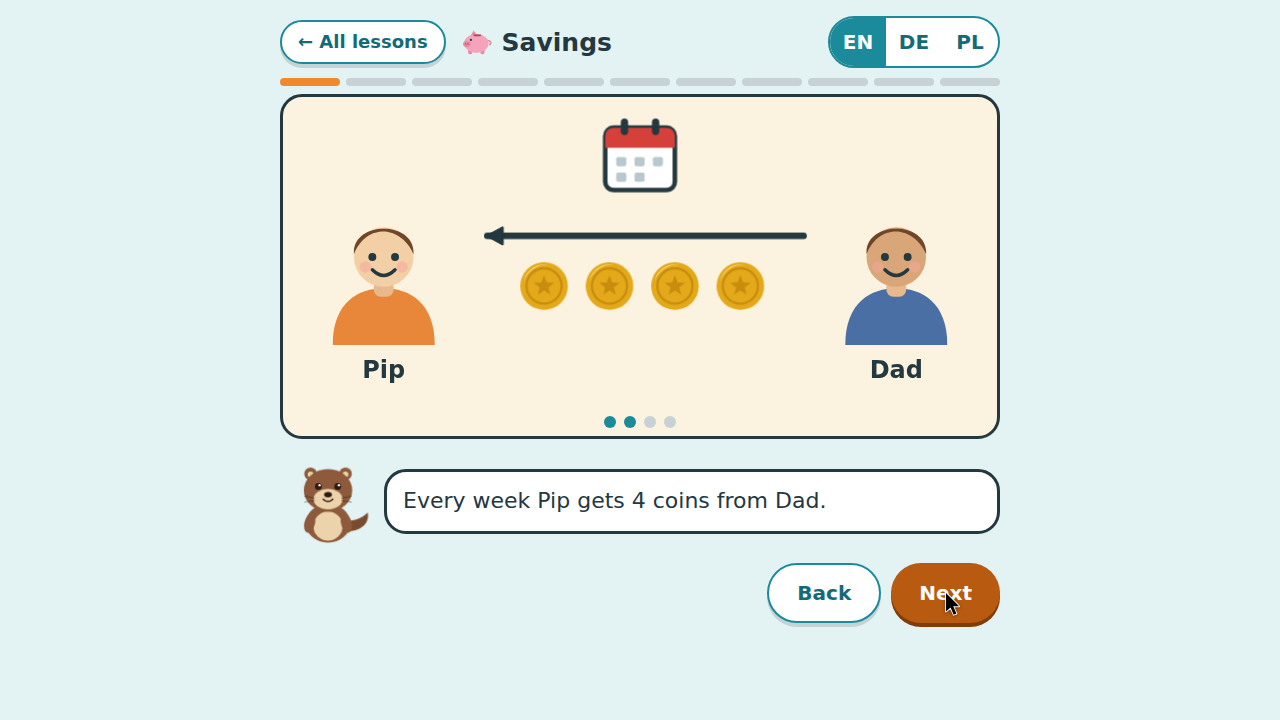 ← All lessons
Savings
EN DE PL
Pip
Dad
Every week Pip gets 4 coins from Dad.
Back
Next